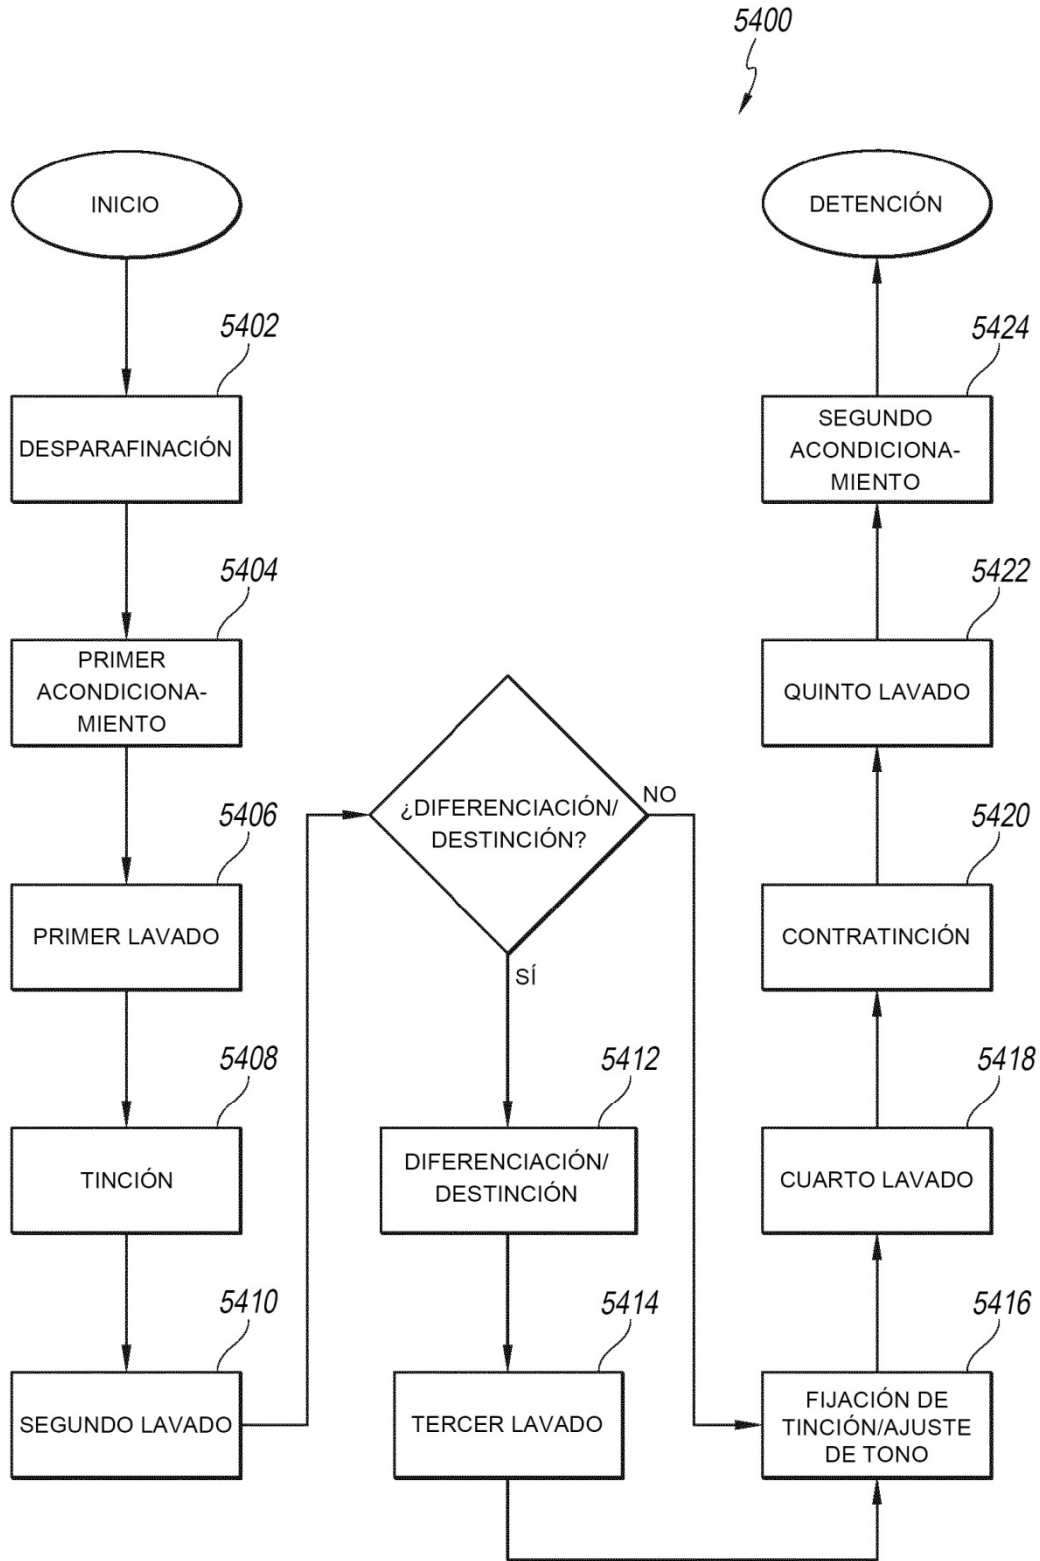 5400
INICIO
5402
DESPARAFINACIÓN
5404
PRIMER
ACONDICIONA-
MIENTO
5406
PRIMER LAVADO
5408
TINCIÓN
5410
SEGUNDO LAVADO
¿DIFERENCIACIÓN/
DESTINCIÓN?
NO
SÍ
5412
DIFERENCIACIÓN/
DESTINCIÓN
5414
TERCER LAVADO
5416
FIJACIÓN DE
TINCIÓN/AJUSTE
DE TONO
5418
CUARTO LAVADO
5420
CONTRATINCIÓN
5422
QUINTO LAVADO
5424
SEGUNDO
ACONDICIONA-
MIENTO
DETENCIÓN